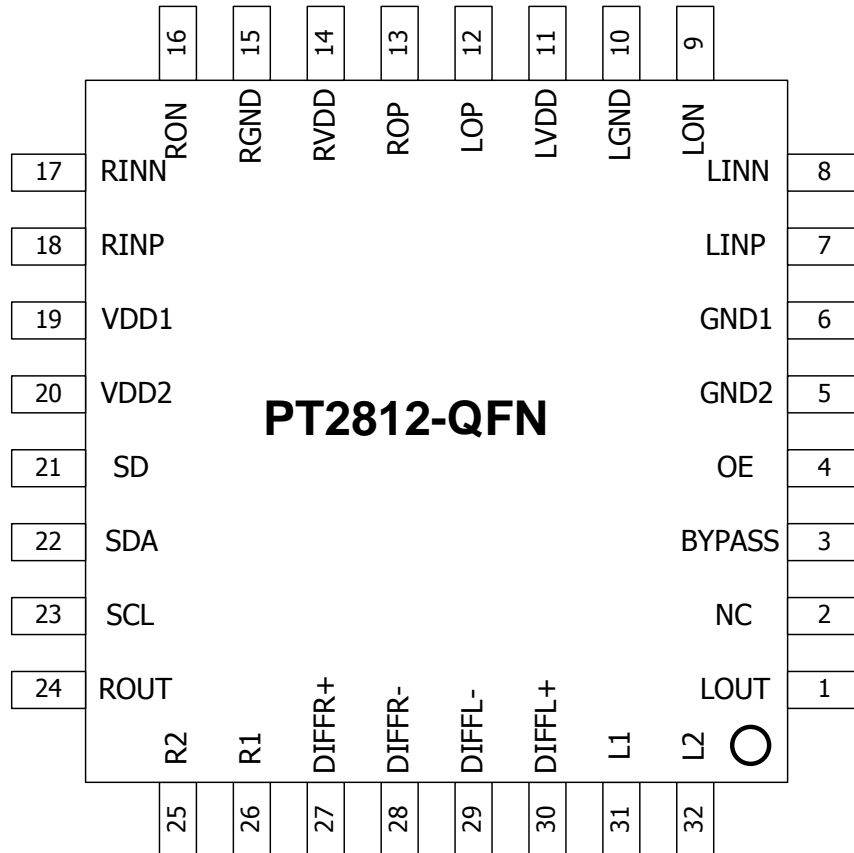 16 15 14 13 12 11 10 9
RON RGND RVDD ROP LOP LVDD LGND LON
17 RINN LINN 8
18 RINP LINP 7
19 VDD1 GND1 6
20 VDD2 GND2 5
PT2812-QFN
21 SD OE 4
22 SDA BYPASS 3
23 SCL NC 2
24 ROUT LOUT 1
R2 R1 DIFFR+ DIFFR- DIFFL- DIFFL+ L1 L2
25 26 27 28 29 30 31 32